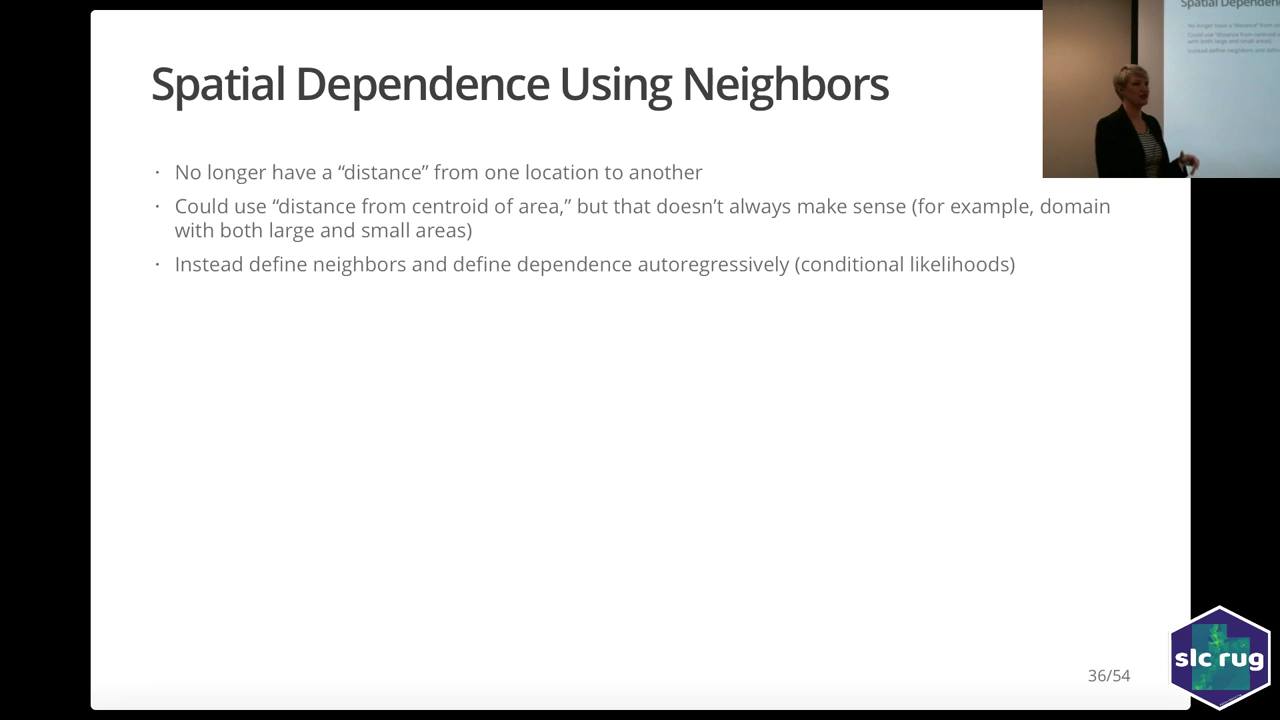 Spatial Dependence Using Neighbors
· No longer have a “distance” from one location to another
· Could use “distance from centroid of area,” but that doesn’t always make sense (for example, domain
with both large and small areas)
· Instead define neighbors and define dependence autoregressively (conditional likelihoods)
36/54
Spatial Dependen
slc rug